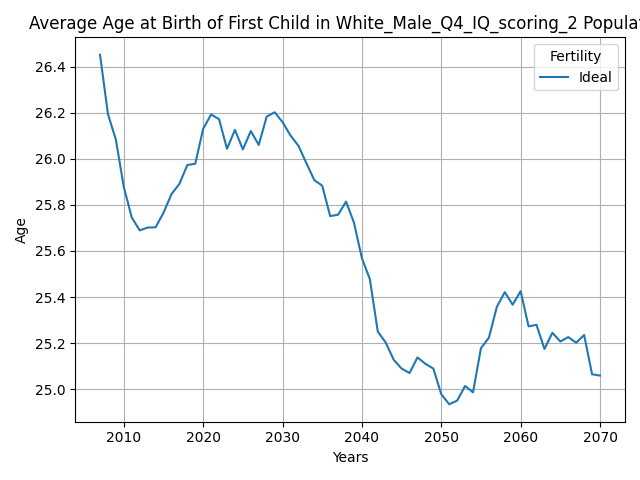 Average Age at Birth of First Child in White_Male_Q4_IQ_scoring_2 Populat
Fertility
Ideal
26.4
26.2
26.0
25.8
25.6
25.4
25.2
25.0
Age
2010 2020 2030 2040 2050 2060 2070
Years